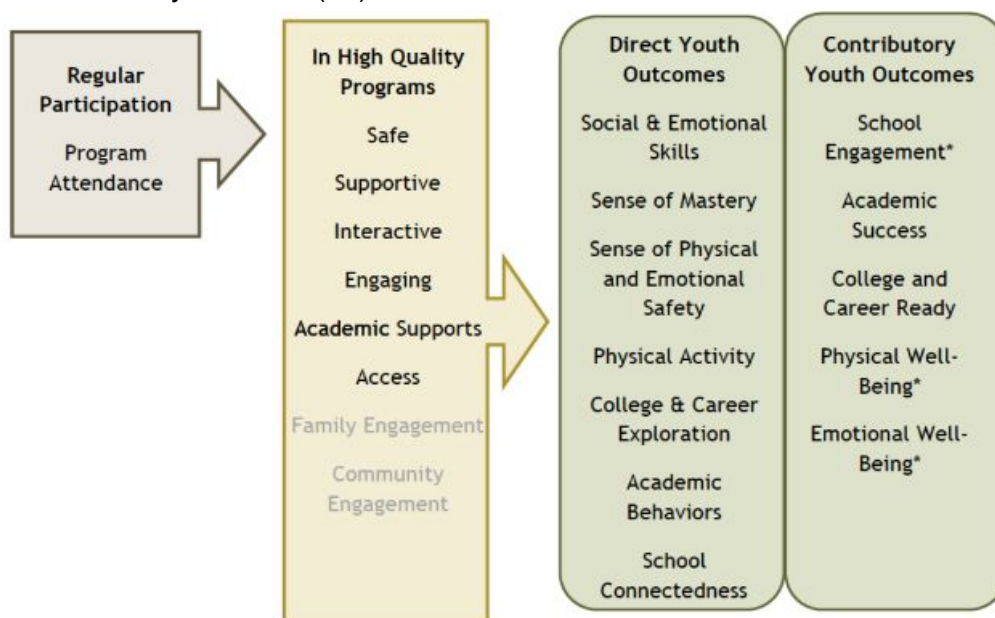 Regular
Participation
Program
Attendance
In High Quality
Programs
Safe
Supportive
Interactive
Engaging
Academic Supports
Access
Family Engagement
Community
Engagement
Direct Youth
Outcomes
Social & Emotional
Skills
Sense of Mastery
Sense of Physical
and Emotional
Safety
Physical Activity
College & Career
Exploration
Academic
Behaviors
School
Connectedness
Contributory
Youth Outcomes
School
Engagement*
Academic
Success
College and
Career Ready
Physical Well-
Being*
Emotional Well-
Being*